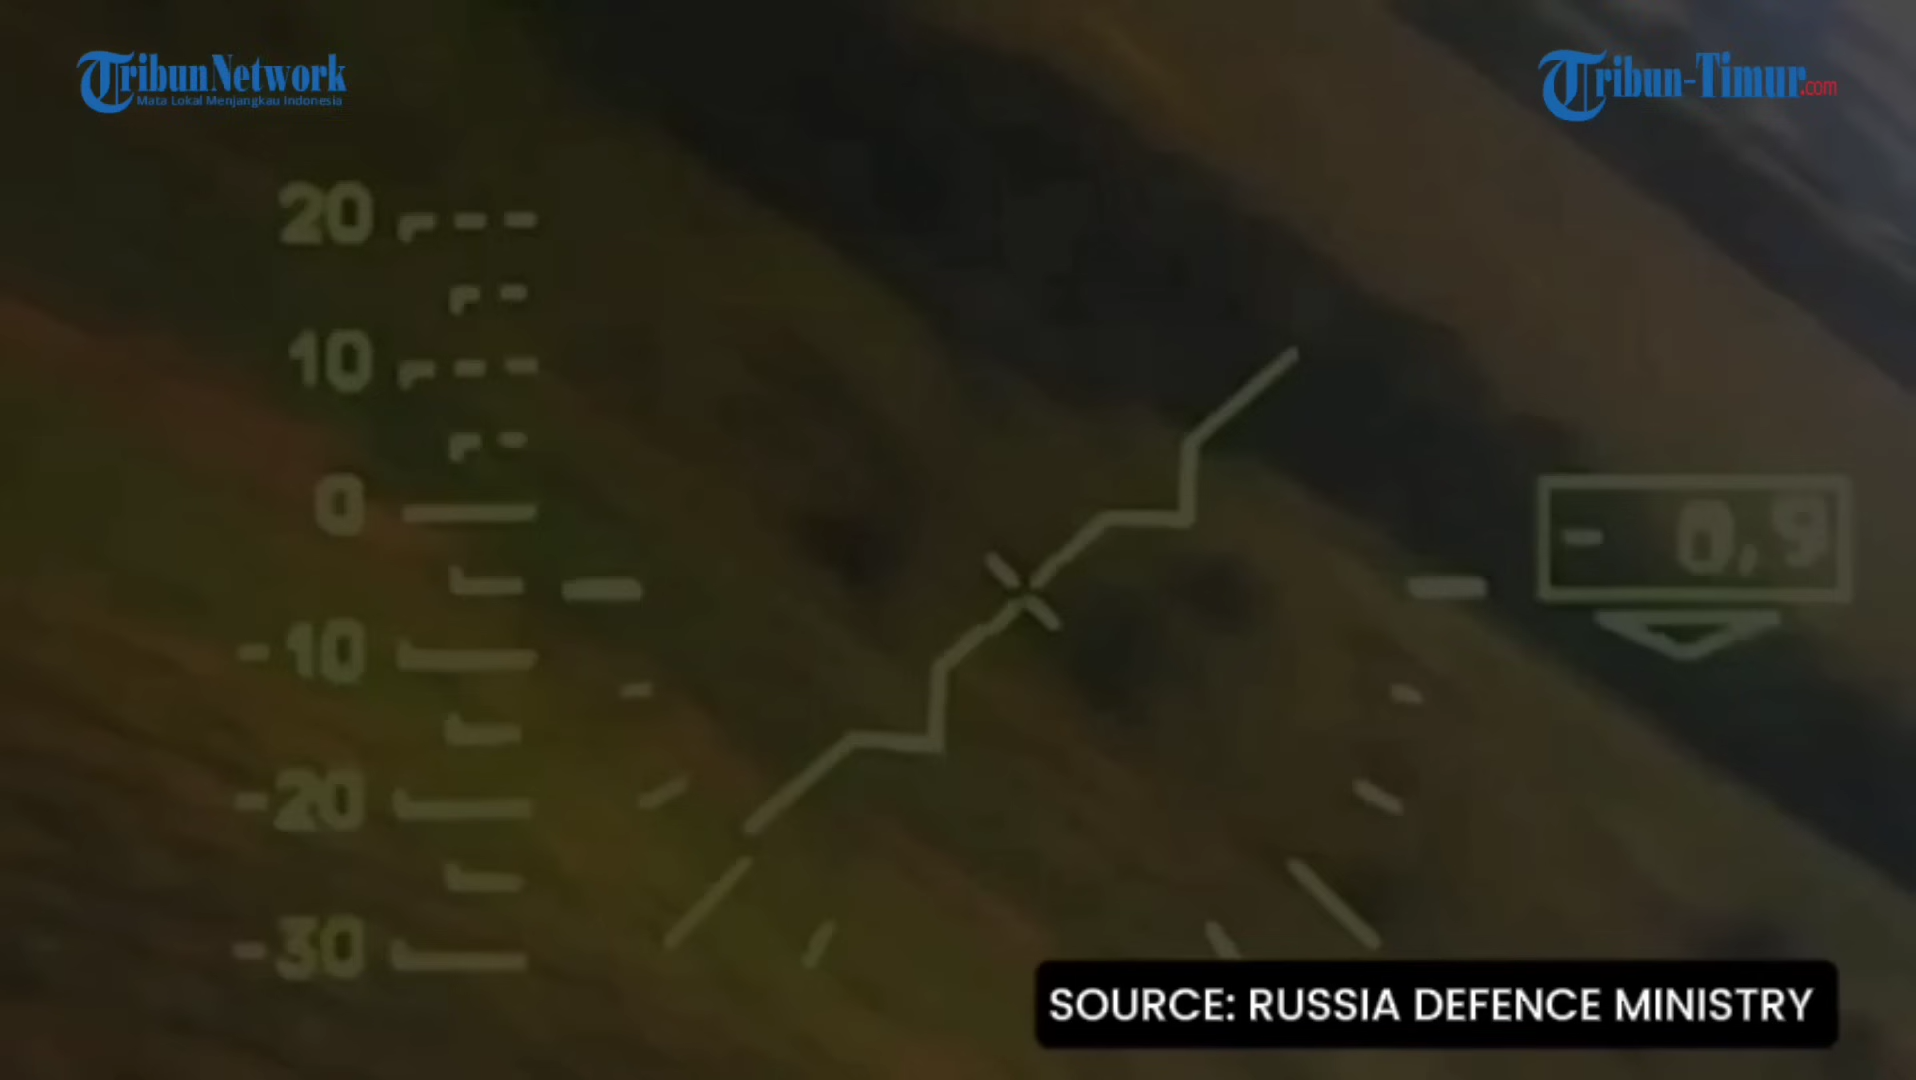 TribunNetwork
Mata Lokal Menjangkau Indonesia
Tribun-Timur.com
20
10
0
- 0,9
-10
-20
-30
SOURCE: RUSSIA DEFENCE MINISTRY